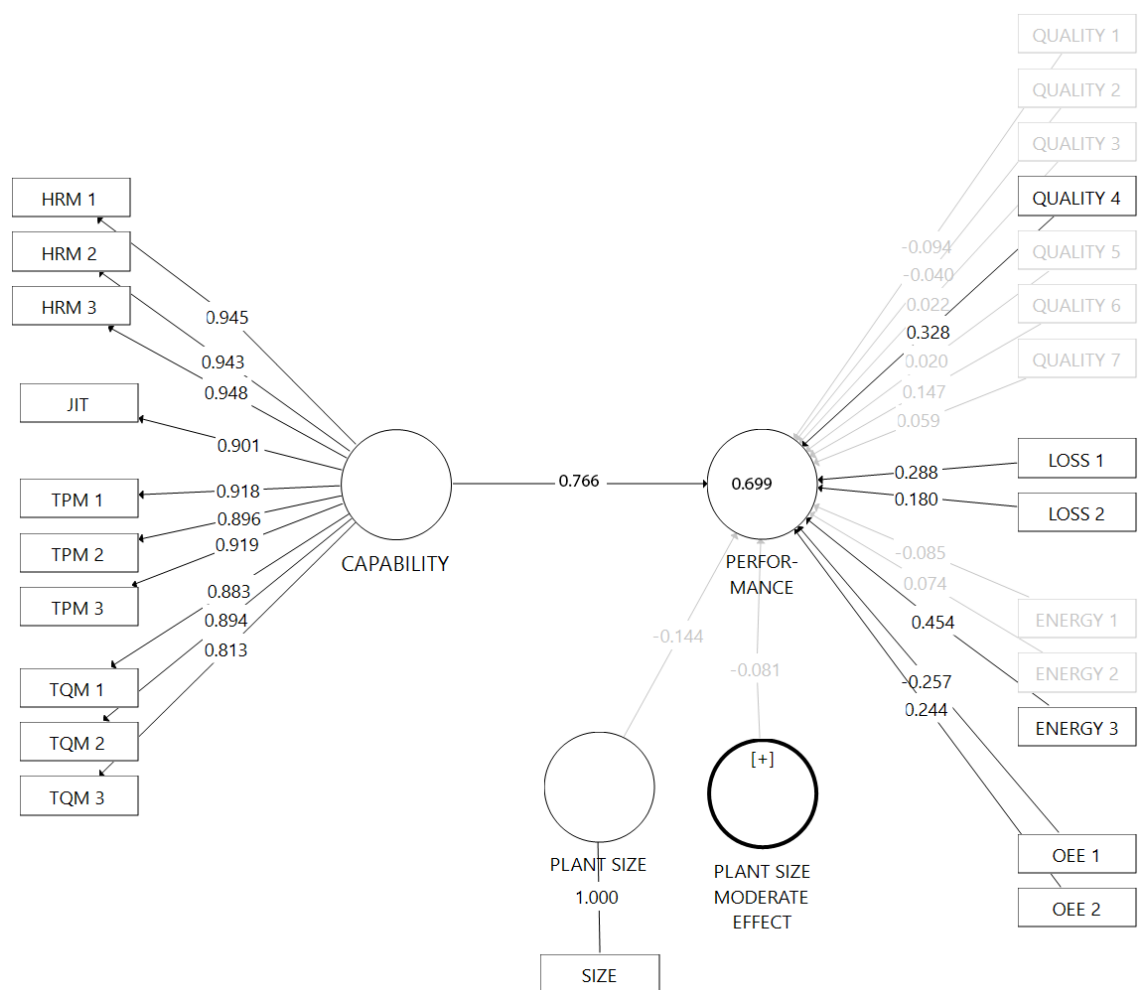 QUALITY 1
QUALITY 2
QUALITY 3
QUALITY 4
QUALITY 5
QUALITY 6
QUALITY 7
HRM 1
HRM 2
HRM 3
JIT
TPM 1
TPM 2
TPM 3
TQM 1
TQM 2
TQM 3
0.945
0.943
0.948
0.901
0.918
0.896
0.919
0.883
0.894
0.813
CAPABILITY
0.766
0.699
PERFOR-
MANCE
-0.094
-0.040
0.022
0.328
0.020
0.147
0.059
0.288
0.180
-0.085
0.074
0.454
-0.257
0.244
LOSS 1
LOSS 2
ENERGY 1
ENERGY 2
ENERGY 3
OEE 1
OEE 2
-0.144
-0.081
[+]
PLANT SIZE
1.000
SIZE
PLANT SIZE
MODERATE
EFFECT